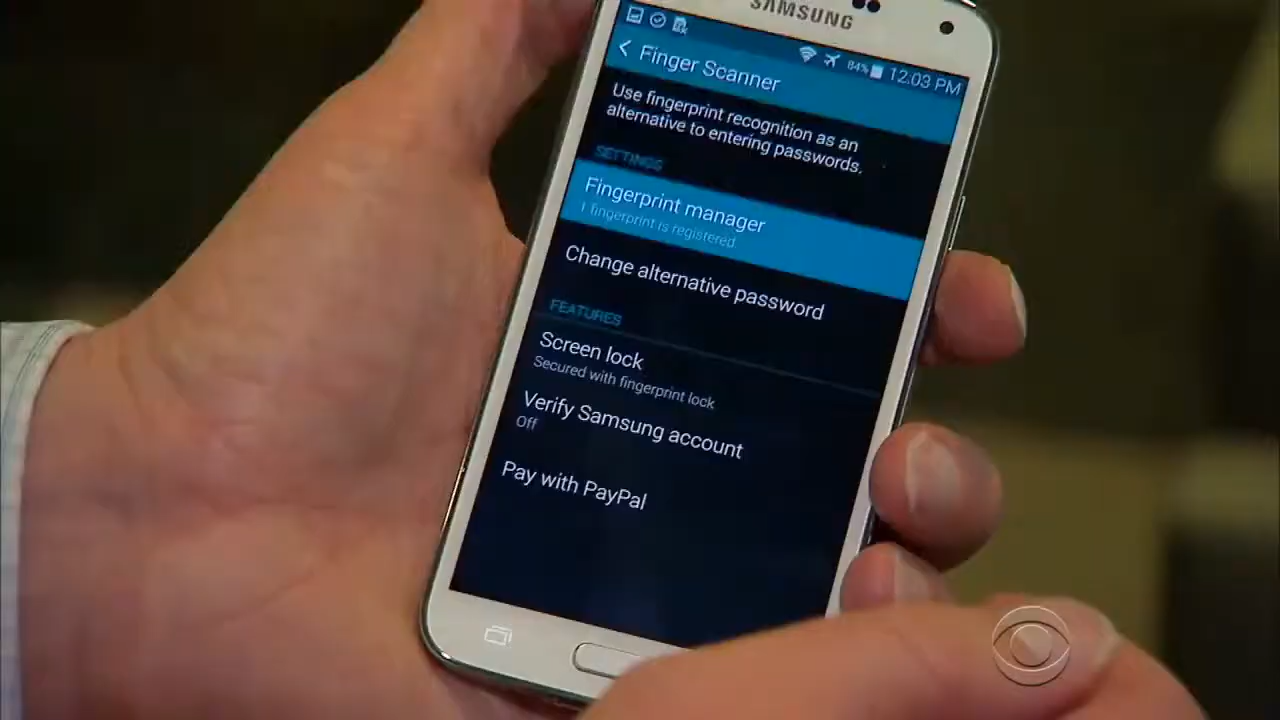 SAMSUNG
84% 12:03 PM
Finger Scanner
Use fingerprint recognition as an
alternative to entering passwords.
SETTINGS
Fingerprint manager
1 fingerprint is registered
Change alternative password
FEATURES
Screen lock
Secured with fingerprint lock
Verify Samsung account
Off
Pay with PayPal